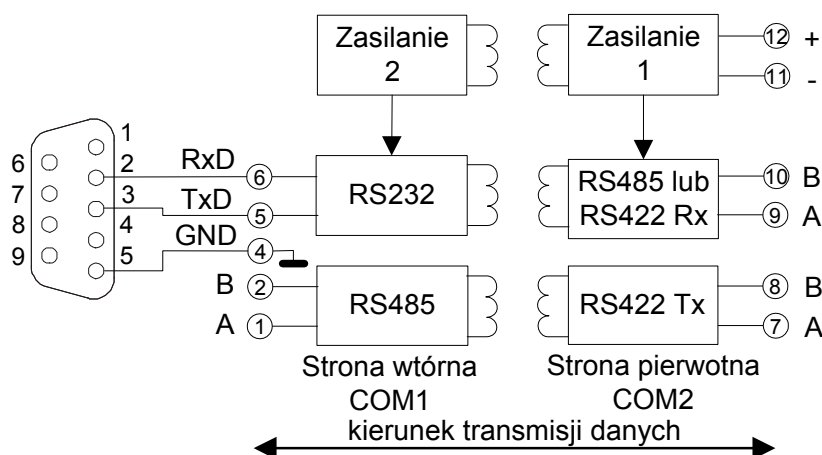 Zasilanie
2
Zasilanie
1
12 +
11 -
1
2
3
4
5
6
7
8
9
RxD 6
TxD 5
GND 4
B 2
A 1
RS232
RS485
RS485 lub
RS422 Rx
10 B
9 A
RS422 Tx
8 B
7 A
Strona wtórna
COM1
Strona pierwotna
COM2
kierunek transmisji danych